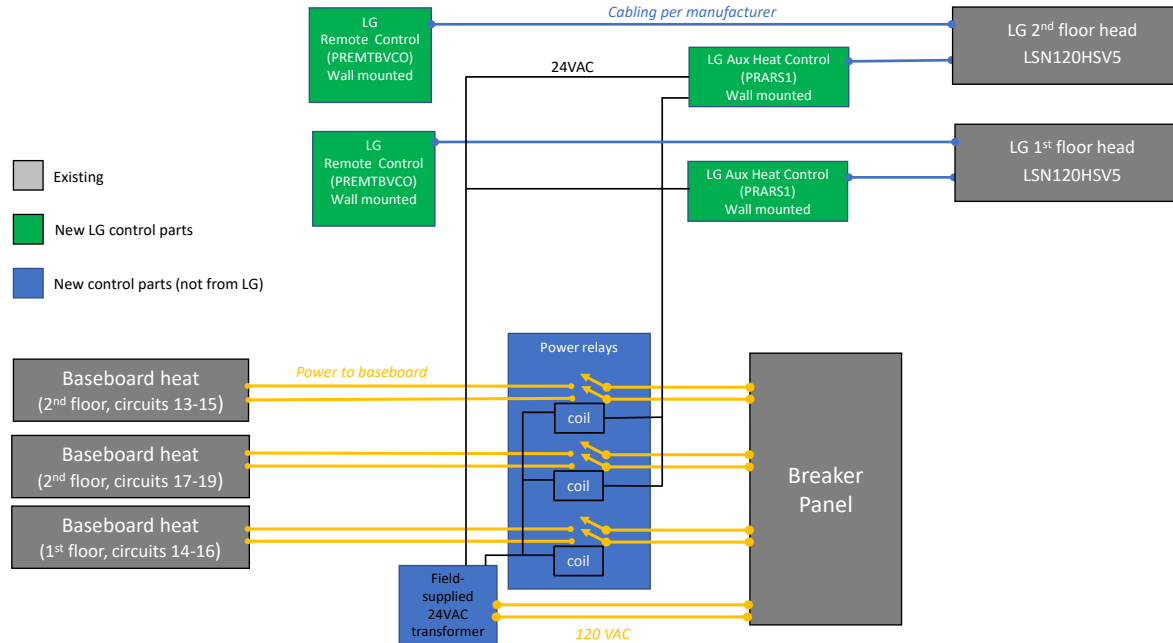 Cabling per manufacturer
LG
Remote Control
(PREMTBVCO)
Wall mounted
LG 2nd floor head
LSN120HSV5
24VAC
LG Aux Heat Control
(PRARS1)
Wall mounted
LG
Remote Control
(PREMTBVCO)
Wall mounted
LG 1st floor head
LSN120HSV5
LG Aux Heat Control
(PRARS1)
Wall mounted
Existing
New LG control parts
New control parts (not from LG)
Power relays
Baseboard heat
(2nd floor, circuits 13-15)
Power to baseboard
coil
Baseboard heat
(2nd floor, circuits 17-19)
coil
Breaker
Panel
Baseboard heat
(1st floor, circuits 14-16)
coil
Field-
supplied
24VAC
transformer
120 VAC